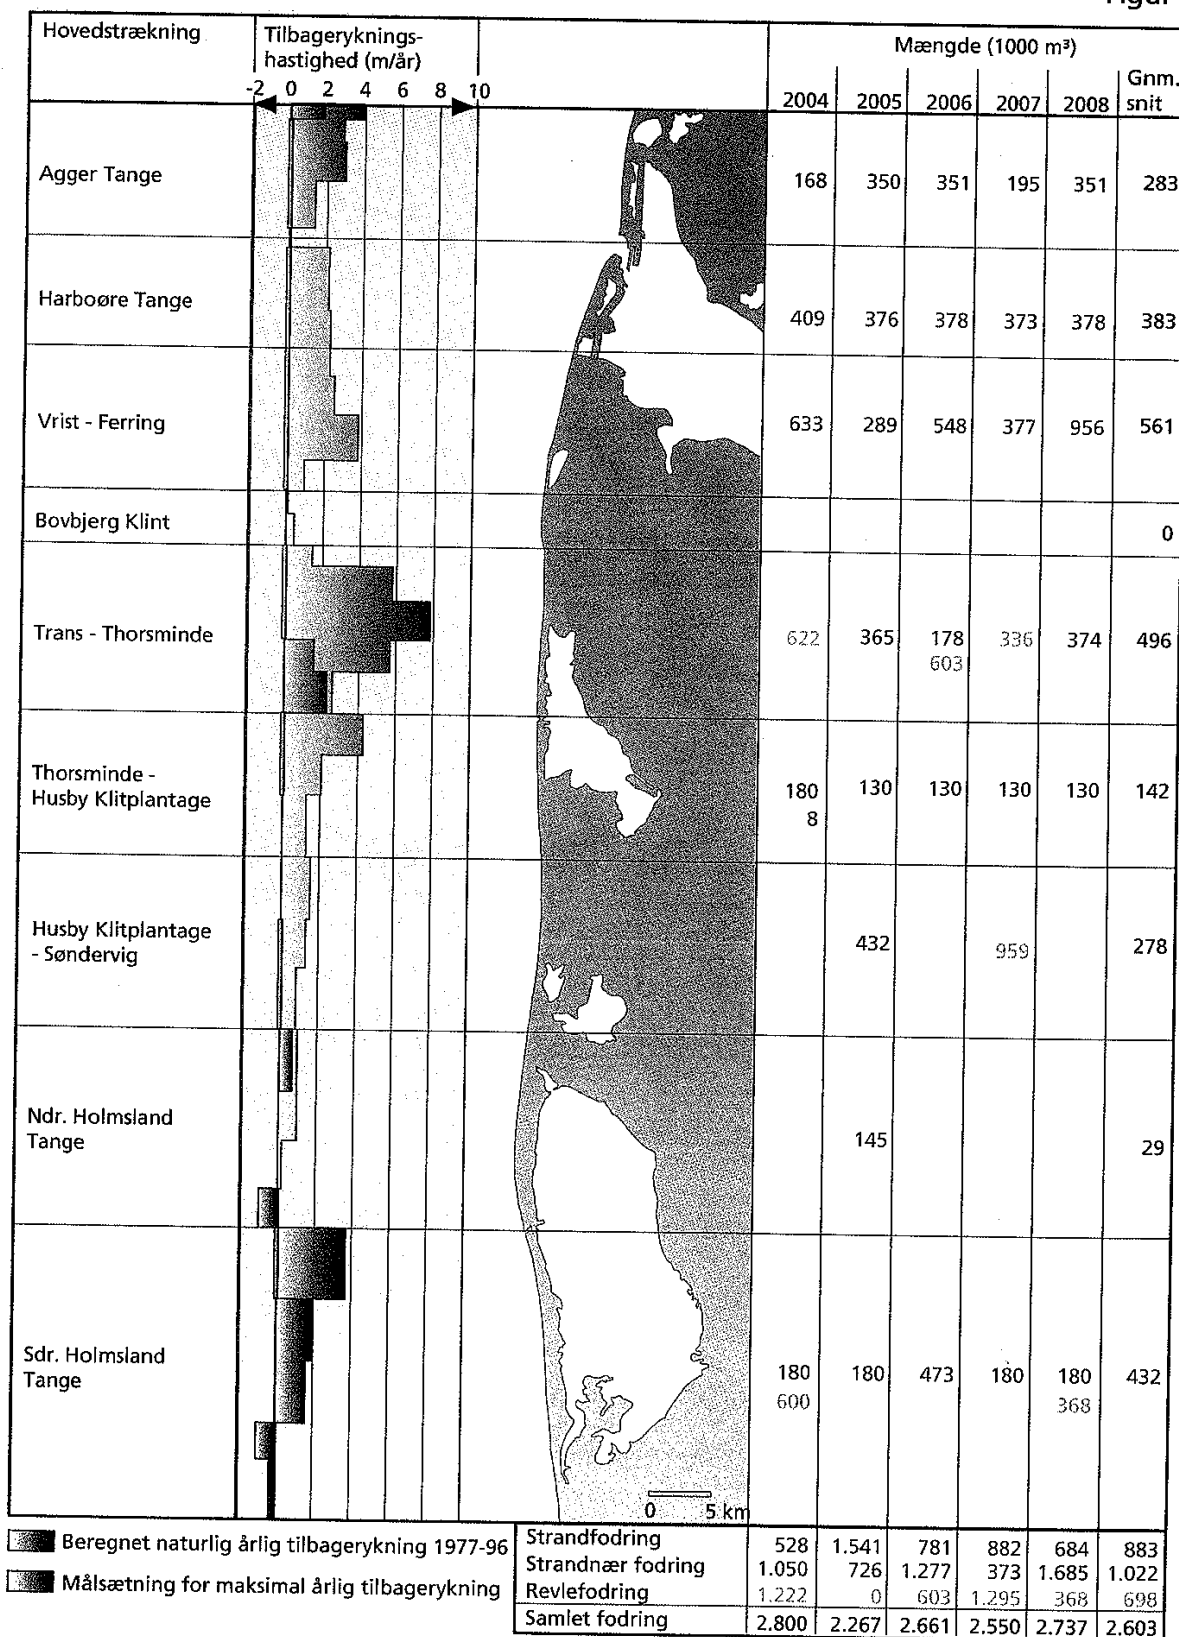 Hovedstrækning
Tilbageryknings-
hastighed (m/år)
-2 0 2 4 6 8 10
Mængde (1000 m³)
2004 2005 2006 2007 2008 Gnm. snit
Agger Tange 168 350 351 195 351 283
Harboøre Tange 409 376 378 373 378 383
Vrist - Ferring 633 289 548 377 956 561
Bovbjerg Klint 0
Trans - Thorsminde 622 365 178 336 374 496
603
Thorsminde -
Husby Klitplantage 180 130 130 130 130 142
8
Husby Klitplantage
- Søndervig 432 959 278
Ndr. Holmsland
Tange 145 29
Sdr. Holmsland
Tange 180 180 473 180 180 432
600 368
0 5 km
Beregnet naturlig årlig tilbagerykning 1977-96
Målsætning for maksimal årlig tilbagerykning
Strandfodring 528 1.541 781 882 684 883
Strandnær fodring 1.050 726 1.277 373 1.685 1.022
Revlefodring 1.222 0 603 1.295 368 698
Samlet fodring 2.800 2.267 2.661 2.550 2.737 2.603